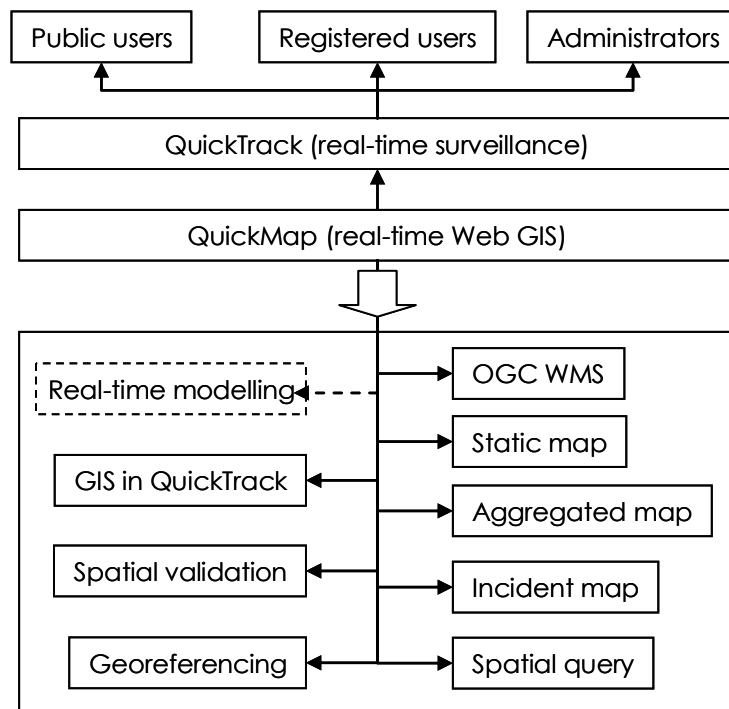 Public users
Registered users
Administrators
QuickTrack (real-time surveillance)
QuickMap (real-time Web GIS)
Real-time modelling
OGC WMS
Static map
GIS in QuickTrack
Aggregated map
Spatial validation
Incident map
Georeferencing
Spatial query